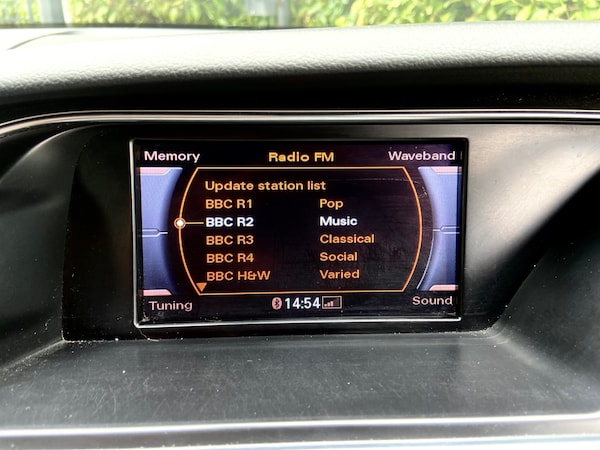 Memory Radio FM Waveband
Update station list
BBC R1 Pop
BBC R2 Music
BBC R3 Classical
BBC R4 Social
BBC H&W Varied
Tuning 14:54 Sound